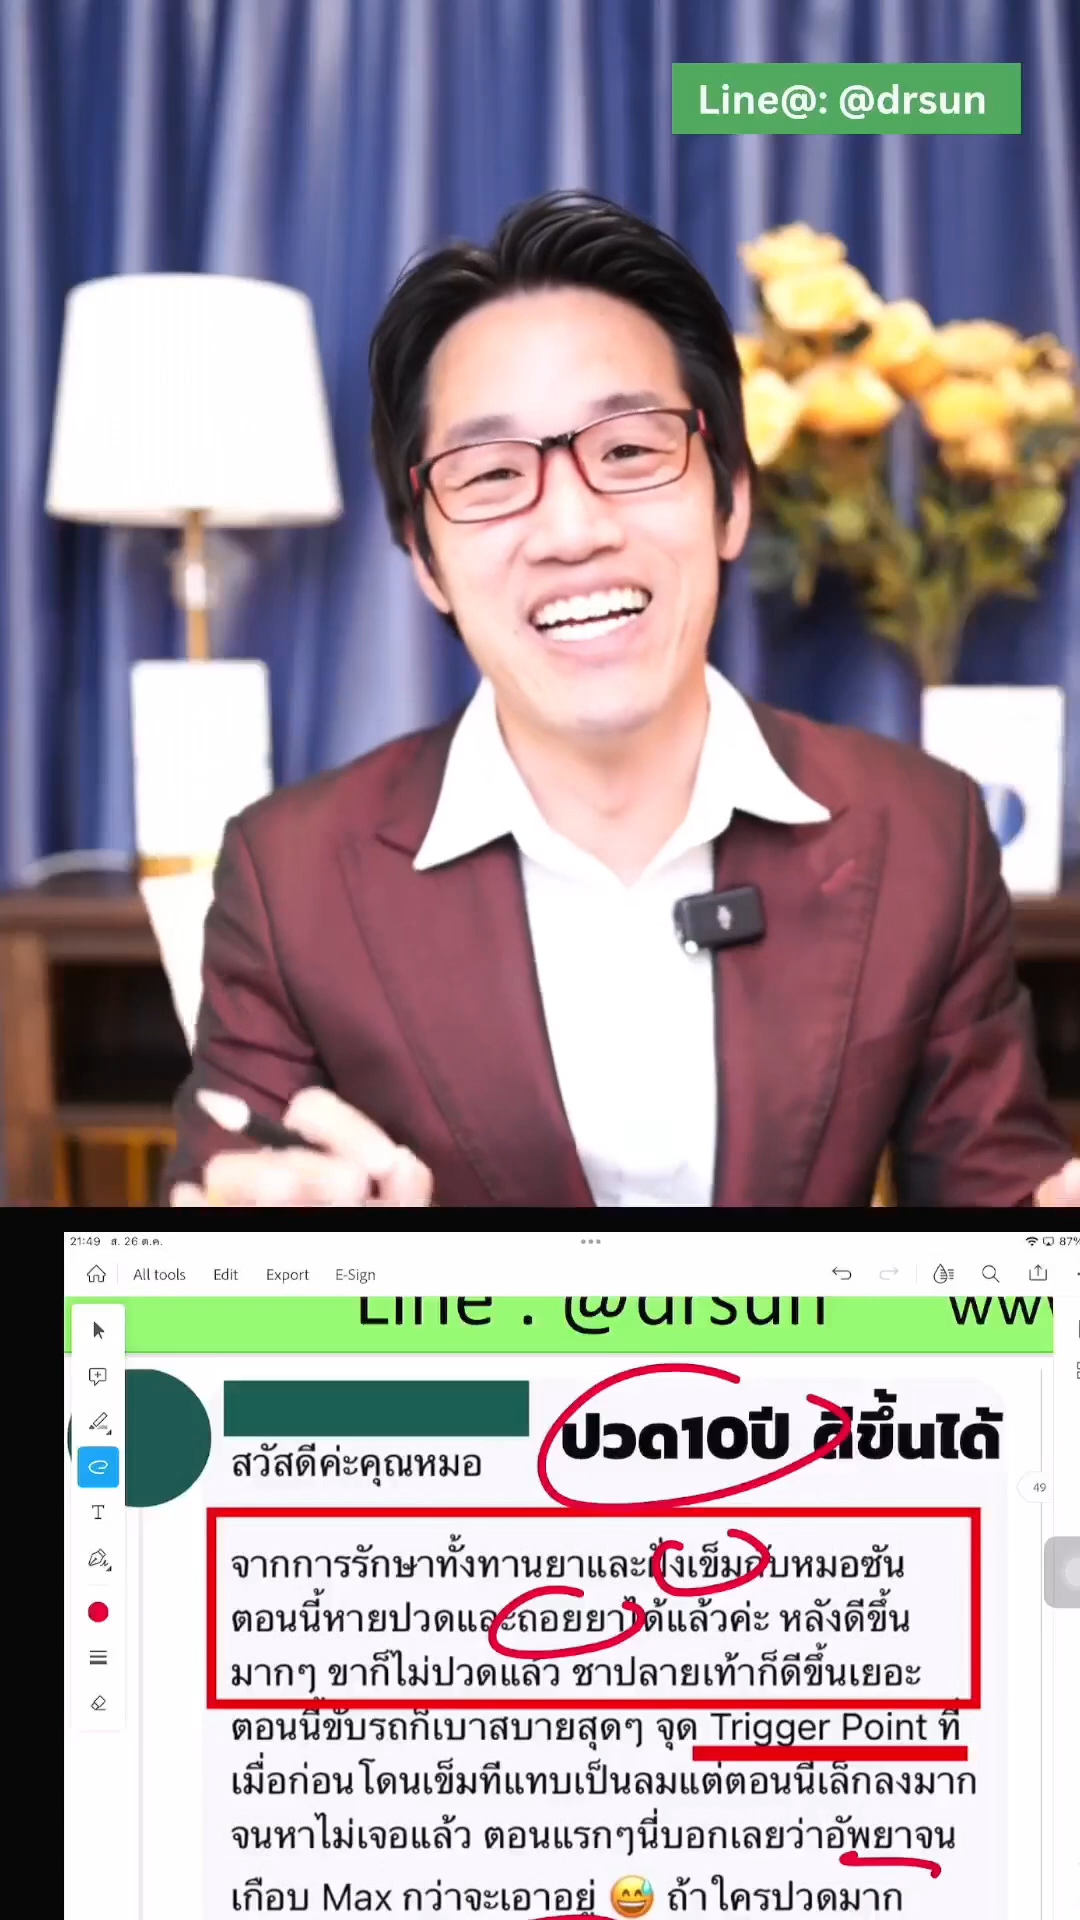 Line@: @drsun
21:49 ส. 26 ต.ค.
87%
All tools Edit Export E-Sign
Line : @drsun
สวัสดีค่ะคุณหมอ
ปวด10ปี ดีขึ้นได้
49
จากการรักษาทั้งทานยาและฝังเข็มกับหมอซัน
ตอนนี้หายปวดและถอยยาได้แล้วค่ะ หลังดีขึ้น
มากๆ ขาก็ไม่ปวดแล้ว ชาปลายเท้าก็ดีขึ้นเยอะ
ตอนนี้ขับรถก็เบาสบายสุดๆ จุด Trigger Point ที่
เมื่อก่อนโดนเข็มทีแทบเป็นลมแต่ตอนนี้เล็กลงมาก
จนหาไม่เจอแล้ว ตอนแรกๆนี่บอกเลยว่าอัพยาจน
เกือบ Max กว่าจะเอาอยู่ 😅 ถ้าใครปวดมาก